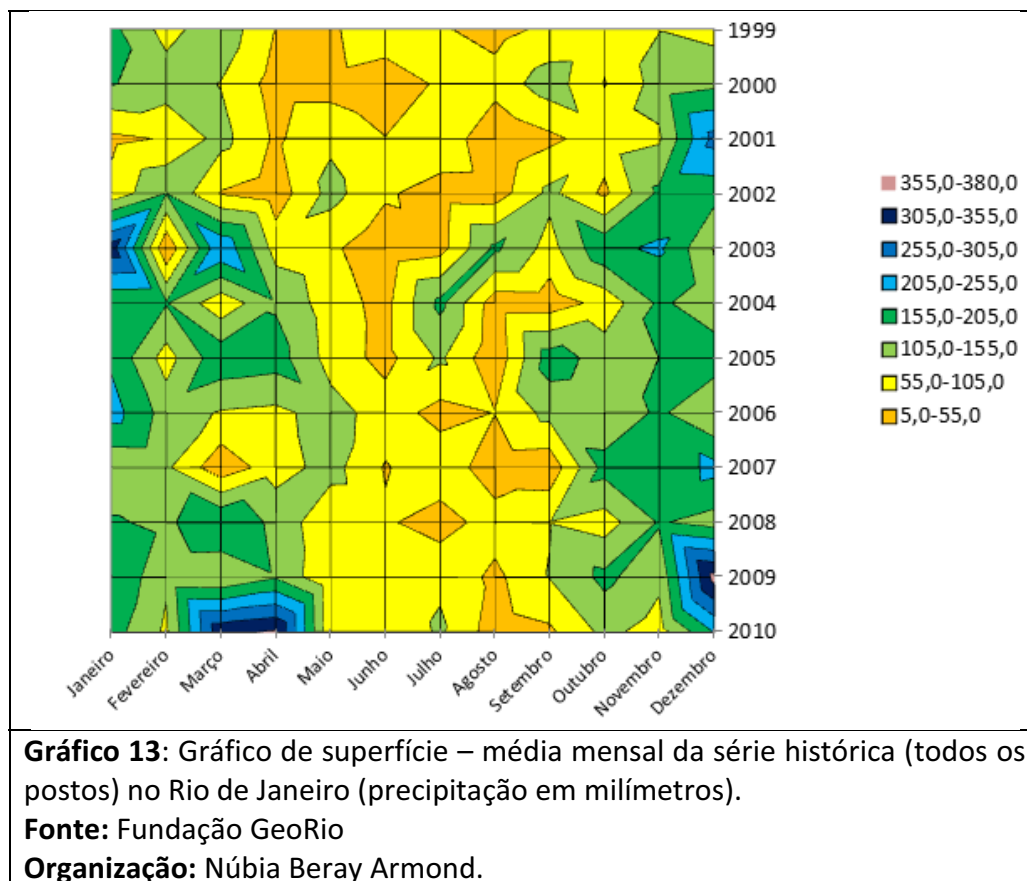 1999
2000
2001
2002
2003
2004
2005
2006
2007
2008
2009
2010
355,0-380,0
305,0-355,0
255,0-305,0
205,0-255,0
155,0-205,0
105,0-155,0
55,0-105,0
5,0-55,0
Janeiro
Fevereiro
Março
Abril
Maio
Junho
Julho
Agosto
Setembro
Outubro
Novembro
Dezembro
Gráfico 13: Gráfico de superfície – média mensal da série histórica (todos os
postos) no Rio de Janeiro (precipitação em milímetros).
Fonte: Fundação GeoRio
Organização: Núbia Beray Armond.